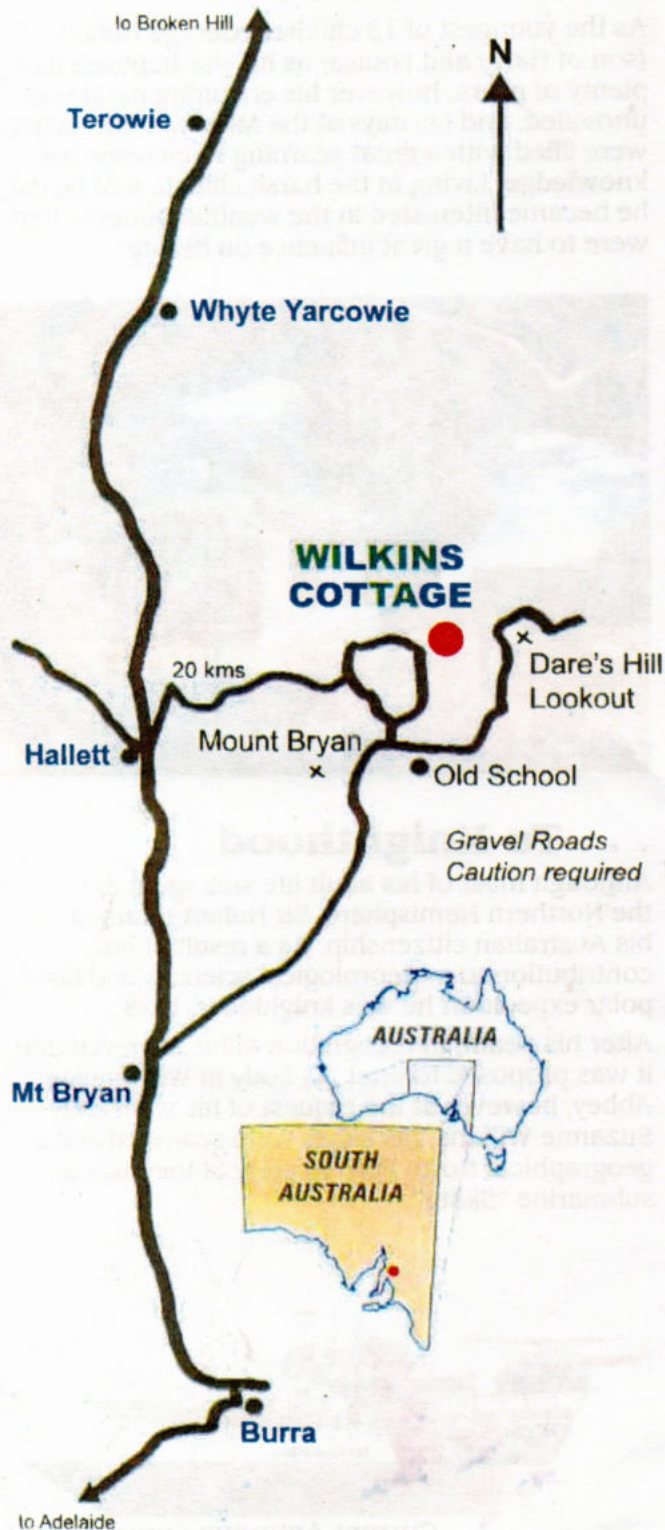 to Broken Hill
N
Terowie
Whyte Yarcowie
WILKINS
COTTAGE
20 kms
Dare's Hill
Lookout
Hallett
Mount Bryan
Old School
Gravel Roads
Caution required
AUSTRALIA
Mt Bryan
SOUTH
AUSTRALIA
Burra
to Adelaide